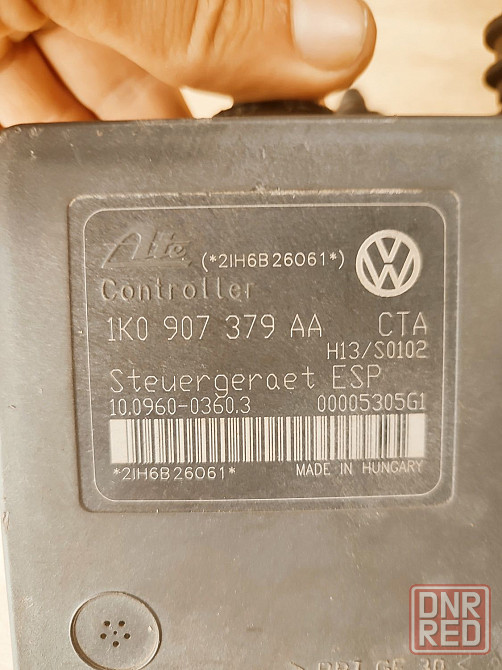 Ate (*2IH6B26061*)
Controller
1K0 907 379 AA CTA
H13/S0102
Steuergeraet ESP
10.0960-0360.3 00005305G1
*2IH6B26061* MADE IN HUNGARY
DNR
RED